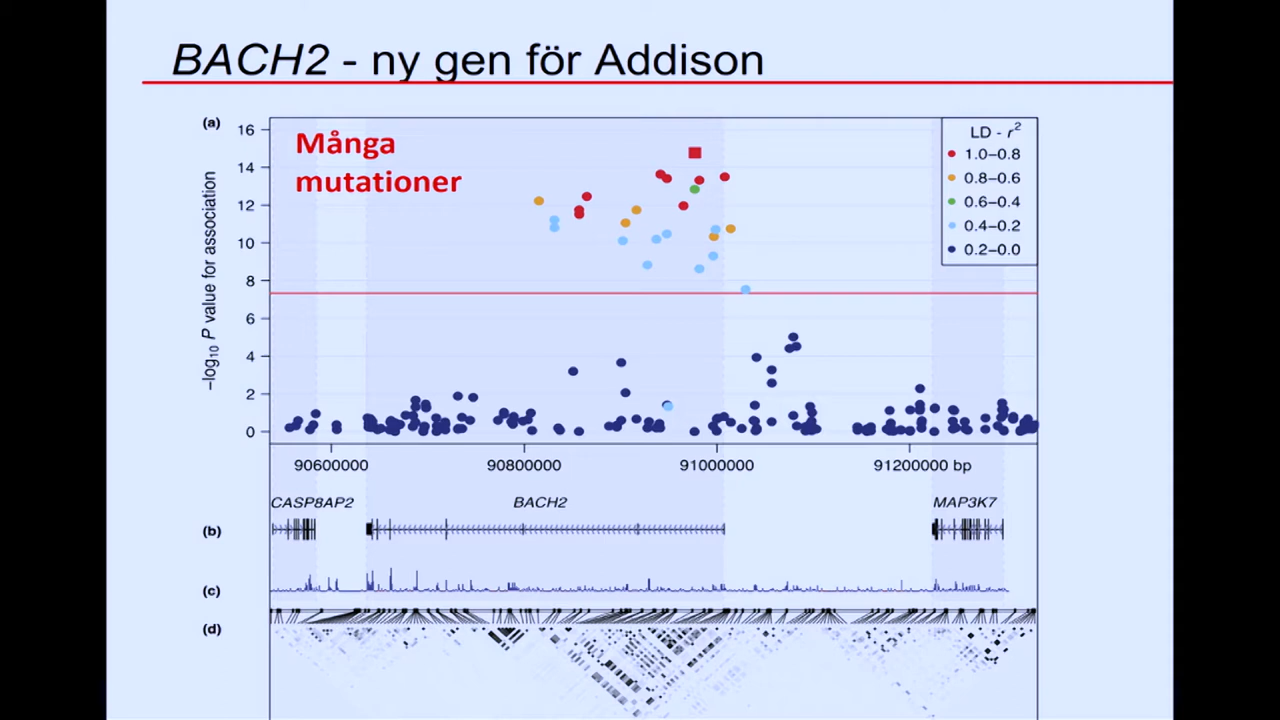 BACH2 - ny gen för Addison
(a)
Många
mutationer
LD - r²
1.0–0.8
0.8–0.6
0.6–0.4
0.4–0.2
0.2–0.0
–log₁₀ P value for association
16
14
12
10
8
6
4
2
0
90600000 90800000 91000000 91200000 bp
CASP8AP2 BACH2 MAP3K7
(b)
(c)
(d)